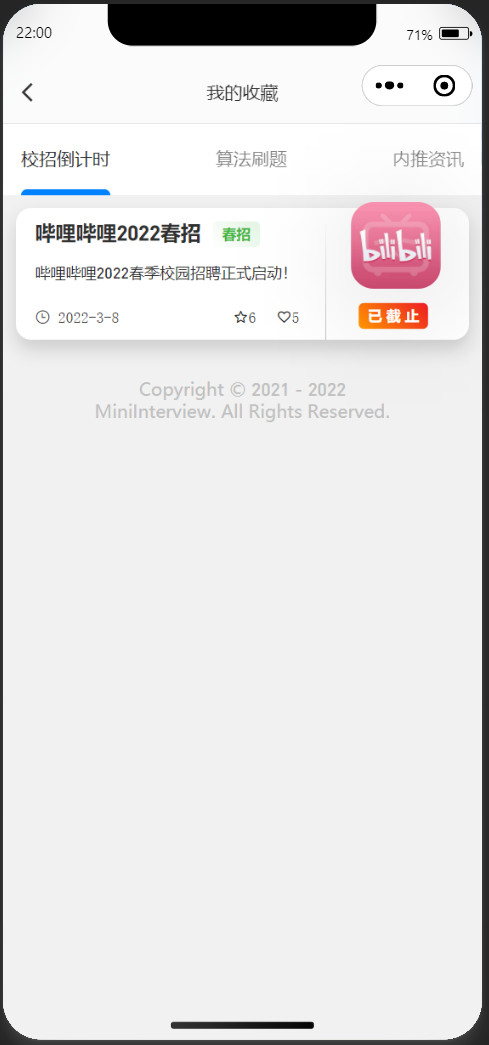 22:00
71%
我的收藏
校招倒计时
算法刷题
内推资讯
哔哩哔哩2022春招 春招
bilibili
哔哩哔哩2022春季校园招聘正式启动！
2022-3-8
6
5
已截止
Copyright © 2021 - 2022
MiniInterview. All Rights Reserved.